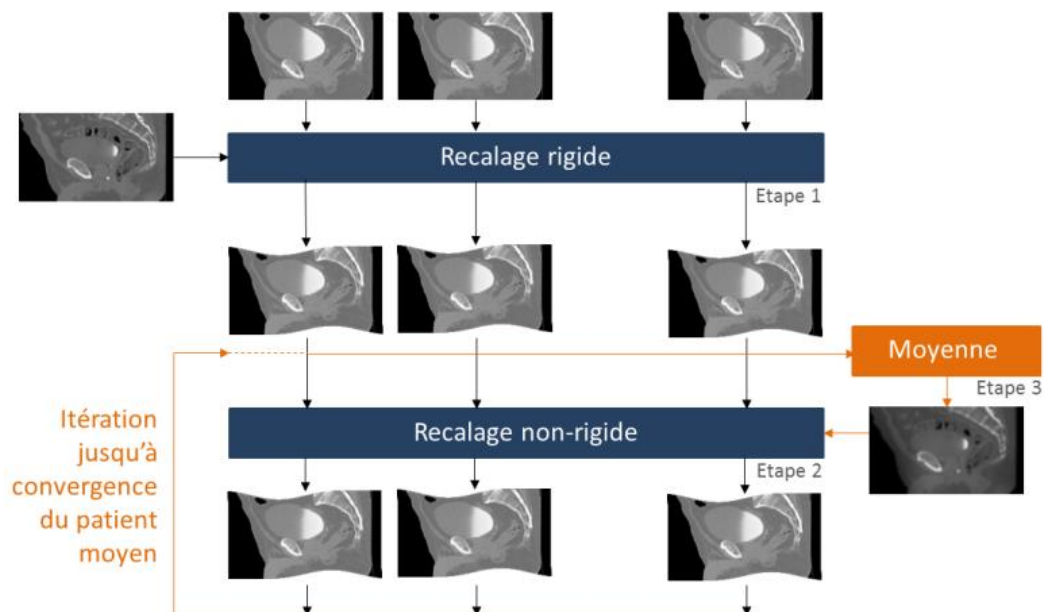 Recalage rigide
Etape 1
Moyenne
Etape 3
Itération
jusqu'à
convergence
du patient
moyen
Recalage non-rigide
Etape 2